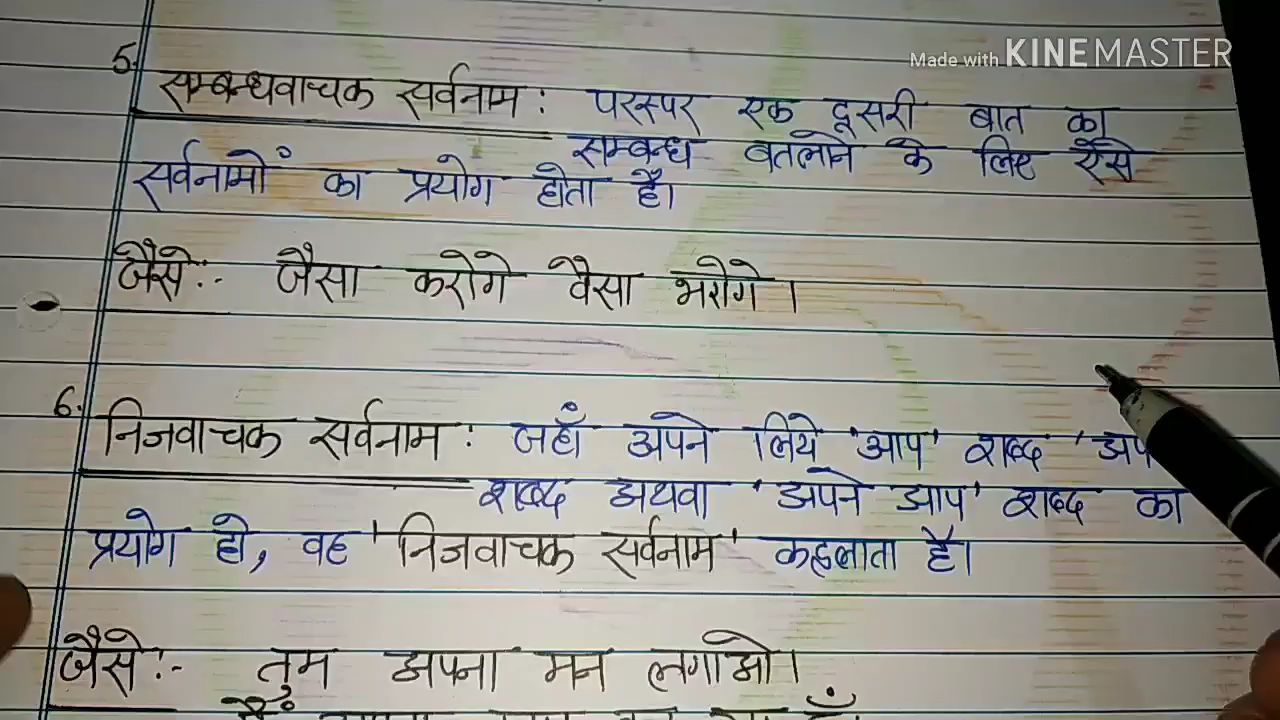 Made with KINEMASTER
5. सम्बन्धवाचक सर्वनाम : परस्पर एक दूसरी बात का
सम्बन्ध बतलाने के लिए ऐसे
सर्वनामों का प्रयोग होता है।
जैसे:- जैसा करोगे वैसा भरोगे।
6. निजवाचक सर्वनाम : जहाँ अपने लिये 'आप' शब्द
शब्द अथवा 'अपने आप' शब्द का
प्रयोग हो, वह 'निजवाचक सर्वनाम' कहलाता है।
जैसे:- तुम अपना मन लगाओ।